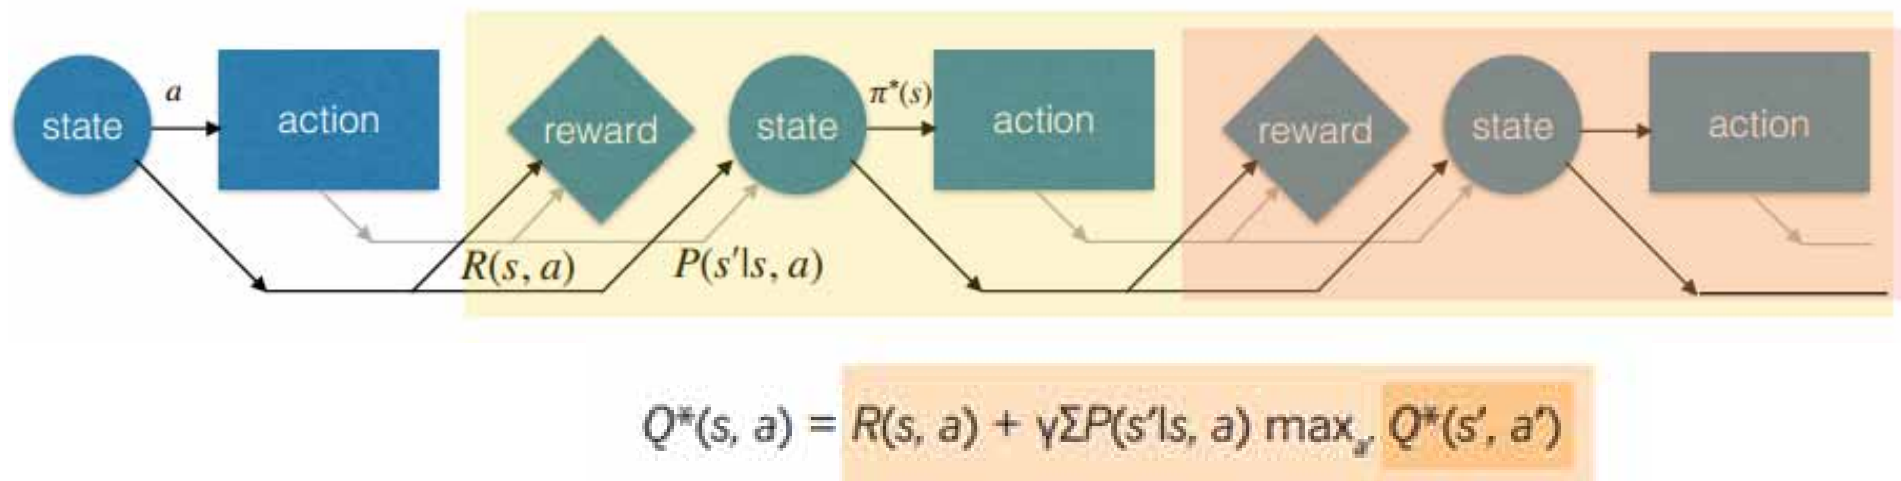 a
π*(s)
state action reward state action reward state action
R(s, a) P(s′|s, a)
Q*(s, a) = R(s, a) + γΣP(s′|s, a) maxₐ′ Q*(s′, a′)